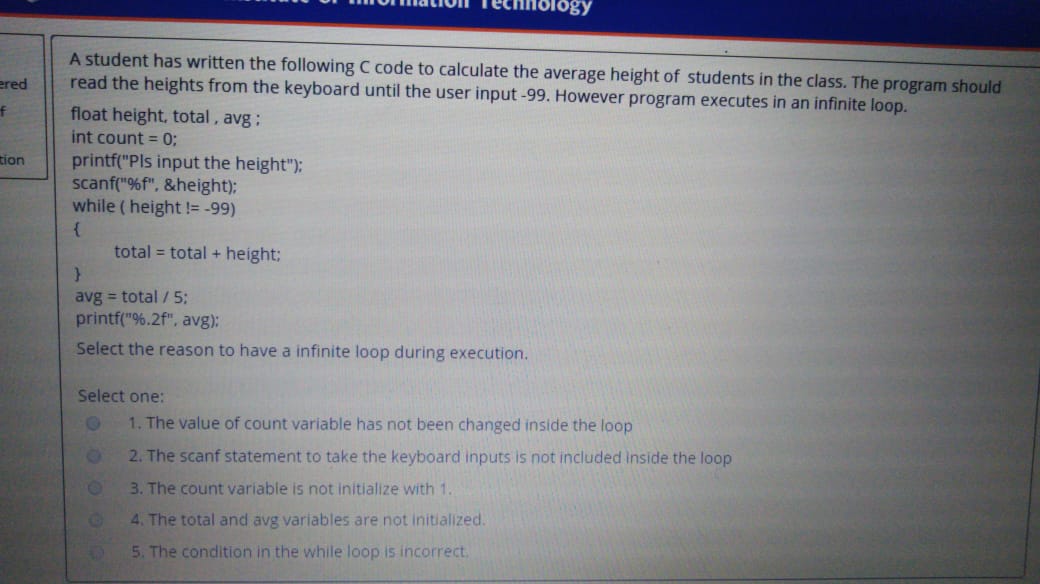 Technology
ered
f
tion
A student has written the following C code to calculate the average height of students in the class. The program should
read the heights from the keyboard until the user input -99. However program executes in an infinite loop.
float height, total , avg ;
int count = 0;
printf("Pls input the height");
scanf("%f", &height);
while ( height != -99)
{
total = total + height;
}
avg = total / 5;
printf("%.2f", avg);
Select the reason to have a infinite loop during execution.
Select one:
1. The value of count variable has not been changed inside the loop
2. The scanf statement to take the keyboard inputs is not included inside the loop
3. The count variable is not initialize with 1.
4. The total and avg variables are not initialized.
5. The condition in the while loop is incorrect.